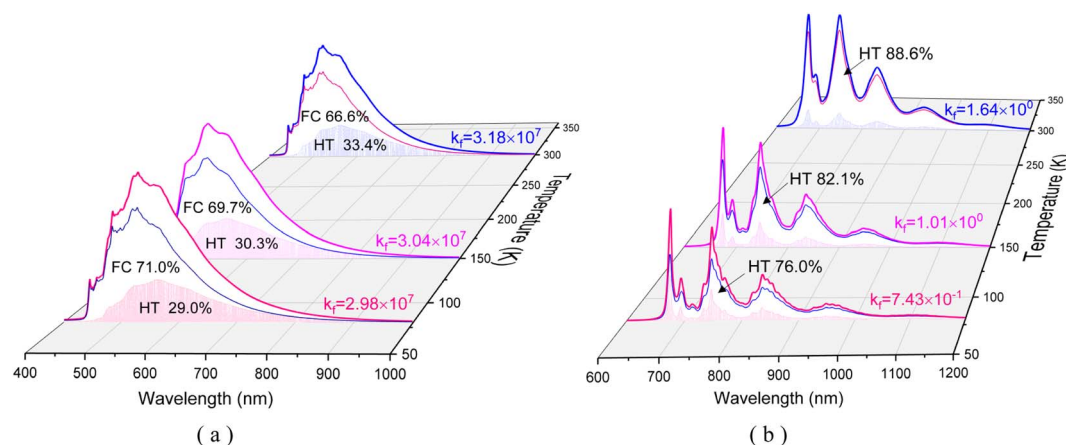 FC 66.6%
HT 33.4%
k_f=3.18×10^7
FC 69.7%
HT 30.3%
k_f=3.04×10^7
FC 71.0%
HT 29.0%
k_f=2.98×10^7
350
300
250
200
150
100
50
Temperature (K)
400 500 600 700 800 900 1000
Wavelength (nm)
( a )
HT 88.6%
k_f=1.64×10^0
HT 82.1%
k_f=1.01×10^0
HT 76.0%
k_f=7.43×10^-1
350
300
250
200
150
100
50
Temperature (K)
600 700 800 900 1000 1100 1200
Wavelength (nm)
( b )